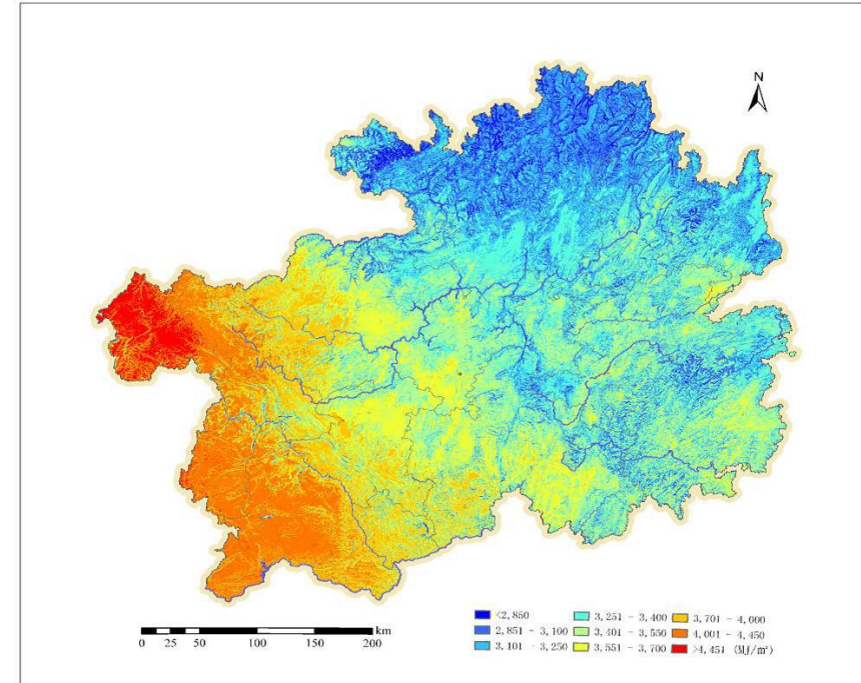 N
km
0 25 50 100 150 200
<2,850
3,251 - 3,400
3,701 - 4,000
2,851 - 3,100
3,401 - 3,550
4,001 - 4,450
3,101 - 3,250
3,551 - 3,700
>4,451 (MJ/m²)